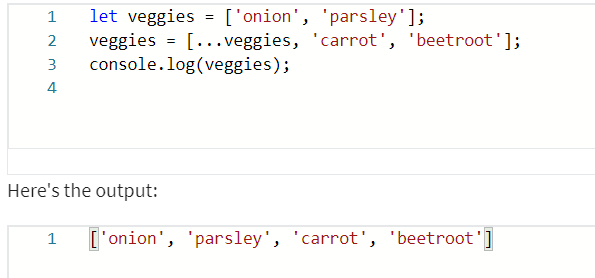 1 let veggies = ['onion', 'parsley'];
2 veggies = [...veggies, 'carrot', 'beetroot'];
3 console.log(veggies);
4
Here's the output:
1 ['onion', 'parsley', 'carrot', 'beetroot']